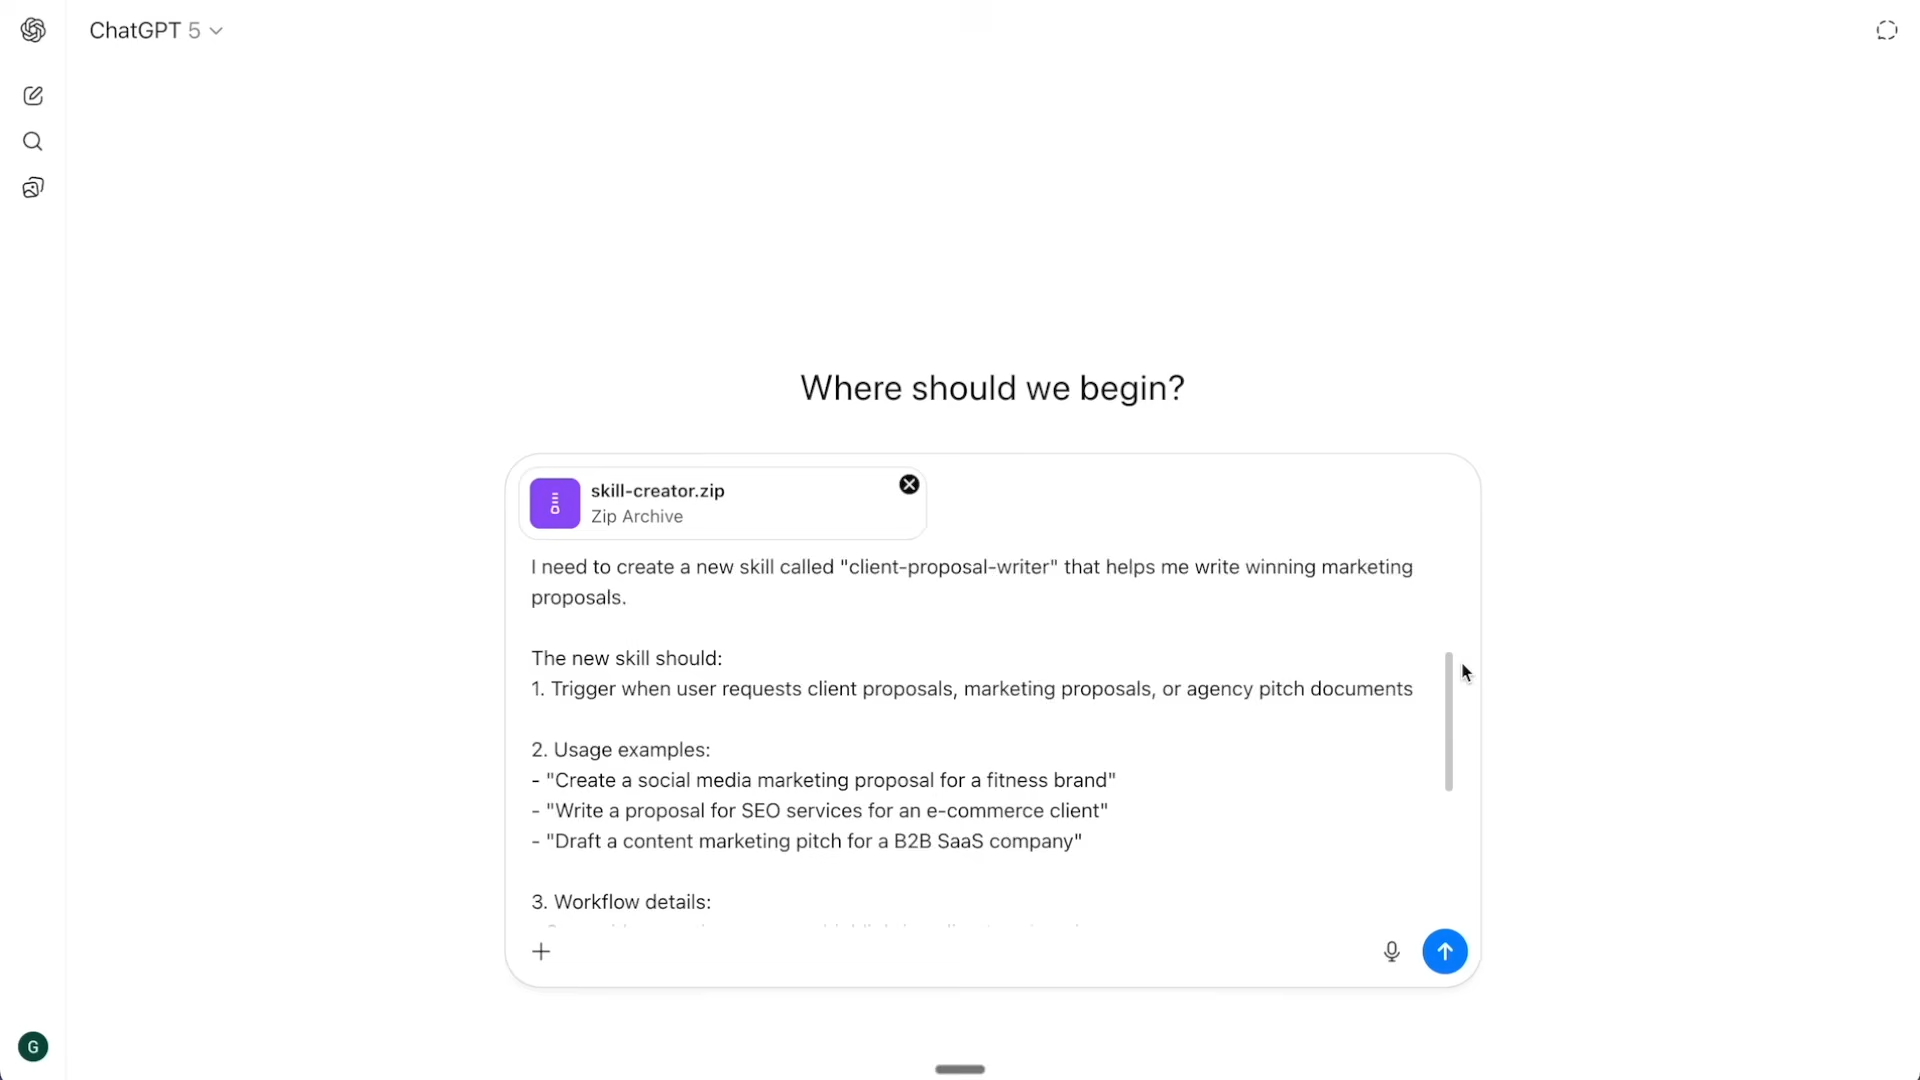 ChatGPT 5
Where should we begin?
skill-creator.zip
Zip Archive
I need to create a new skill called "client-proposal-writer" that helps me write winning marketing
proposals.
The new skill should:
1. Trigger when user requests client proposals, marketing proposals, or agency pitch documents
2. Usage examples:
- "Create a social media marketing proposal for a fitness brand"
- "Write a proposal for SEO services for an e-commerce client"
- "Draft a content marketing pitch for a B2B SaaS company"
3. Workflow details:
G